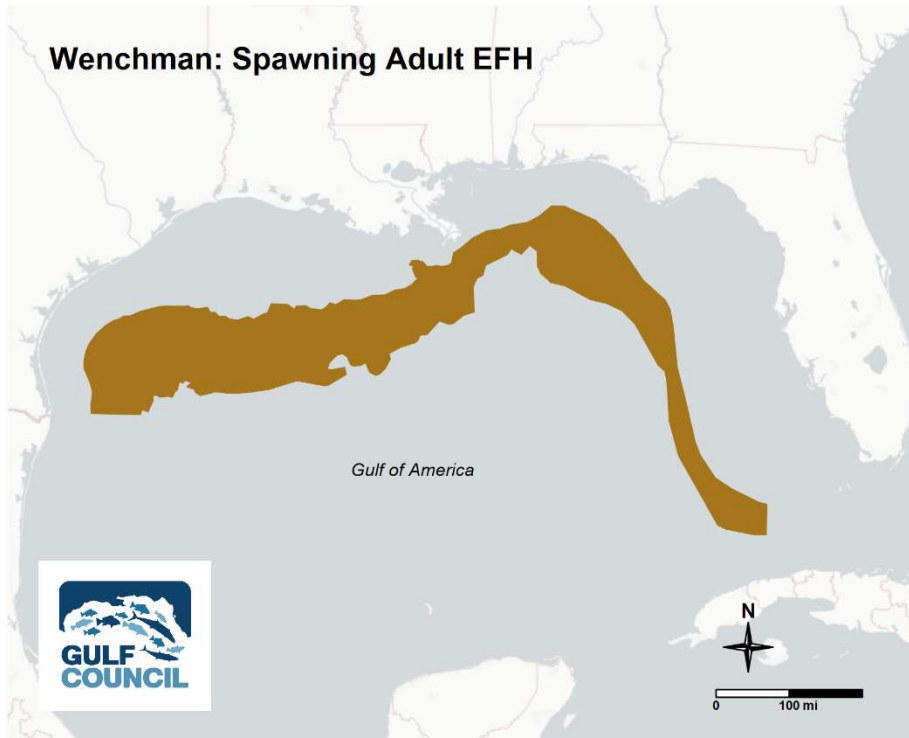 Wenchman: Spawning Adult EFH
Gulf of America
GULF
COUNCIL
N
0 100 mi